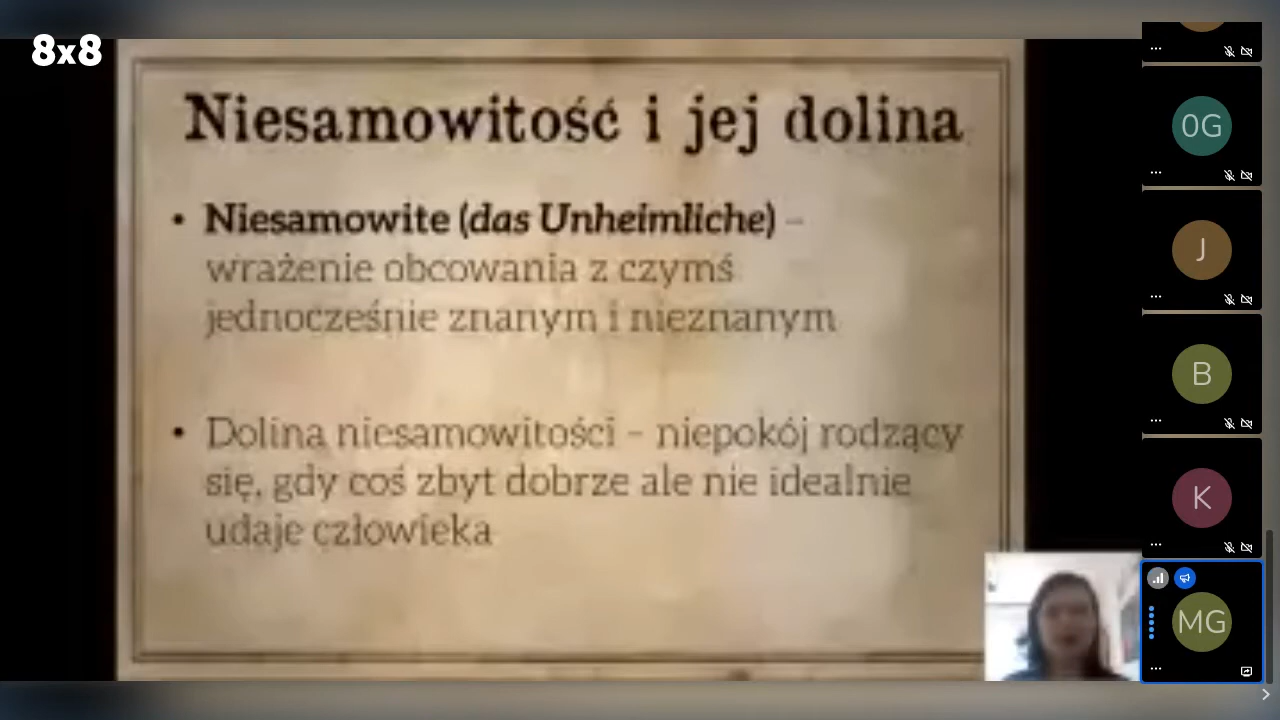 8x8
Niesamowitość i jej dolina
• Niesamowite (das Unheimliche) –
wrażenie obcowania z czymś
jednocześnie znanym i nieznanym
• Dolina niesamowitości – niepokój rodzący
się, gdy coś zbyt dobrze ale nie idealnie
udaje człowieka
0G
J
B
K
MG